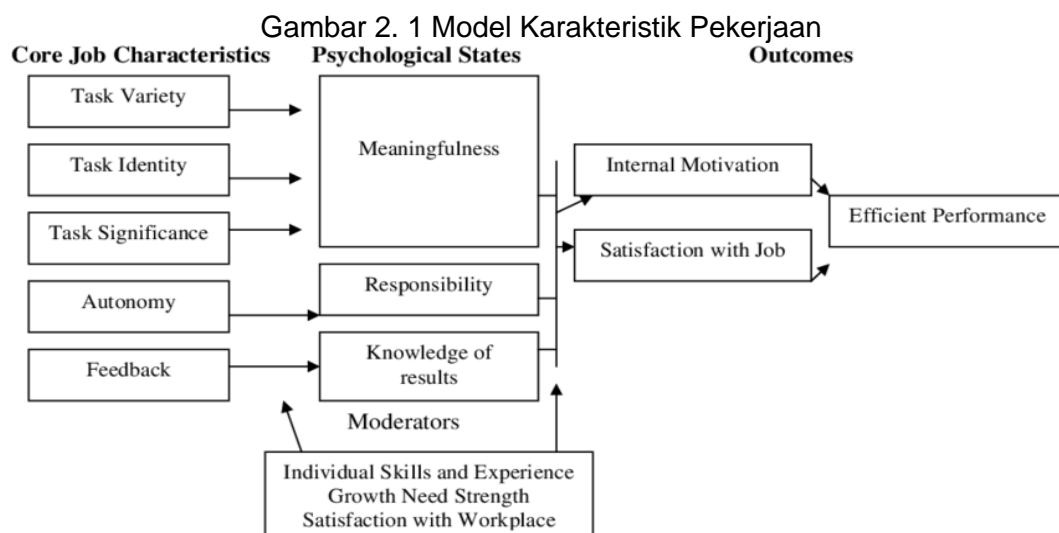 Gambar 2. 1 Model Karakteristik Pekerjaan
Core Job Characteristics
Psychological States
Outcomes
Task Variety
Task Identity
Task Significance
Autonomy
Feedback
Meaningfulness
Responsibility
Knowledge of
results
Internal Motivation
Satisfaction with Job
Efficient Performance
Moderators
Individual Skills and Experience
Growth Need Strength
Satisfaction with Workplace